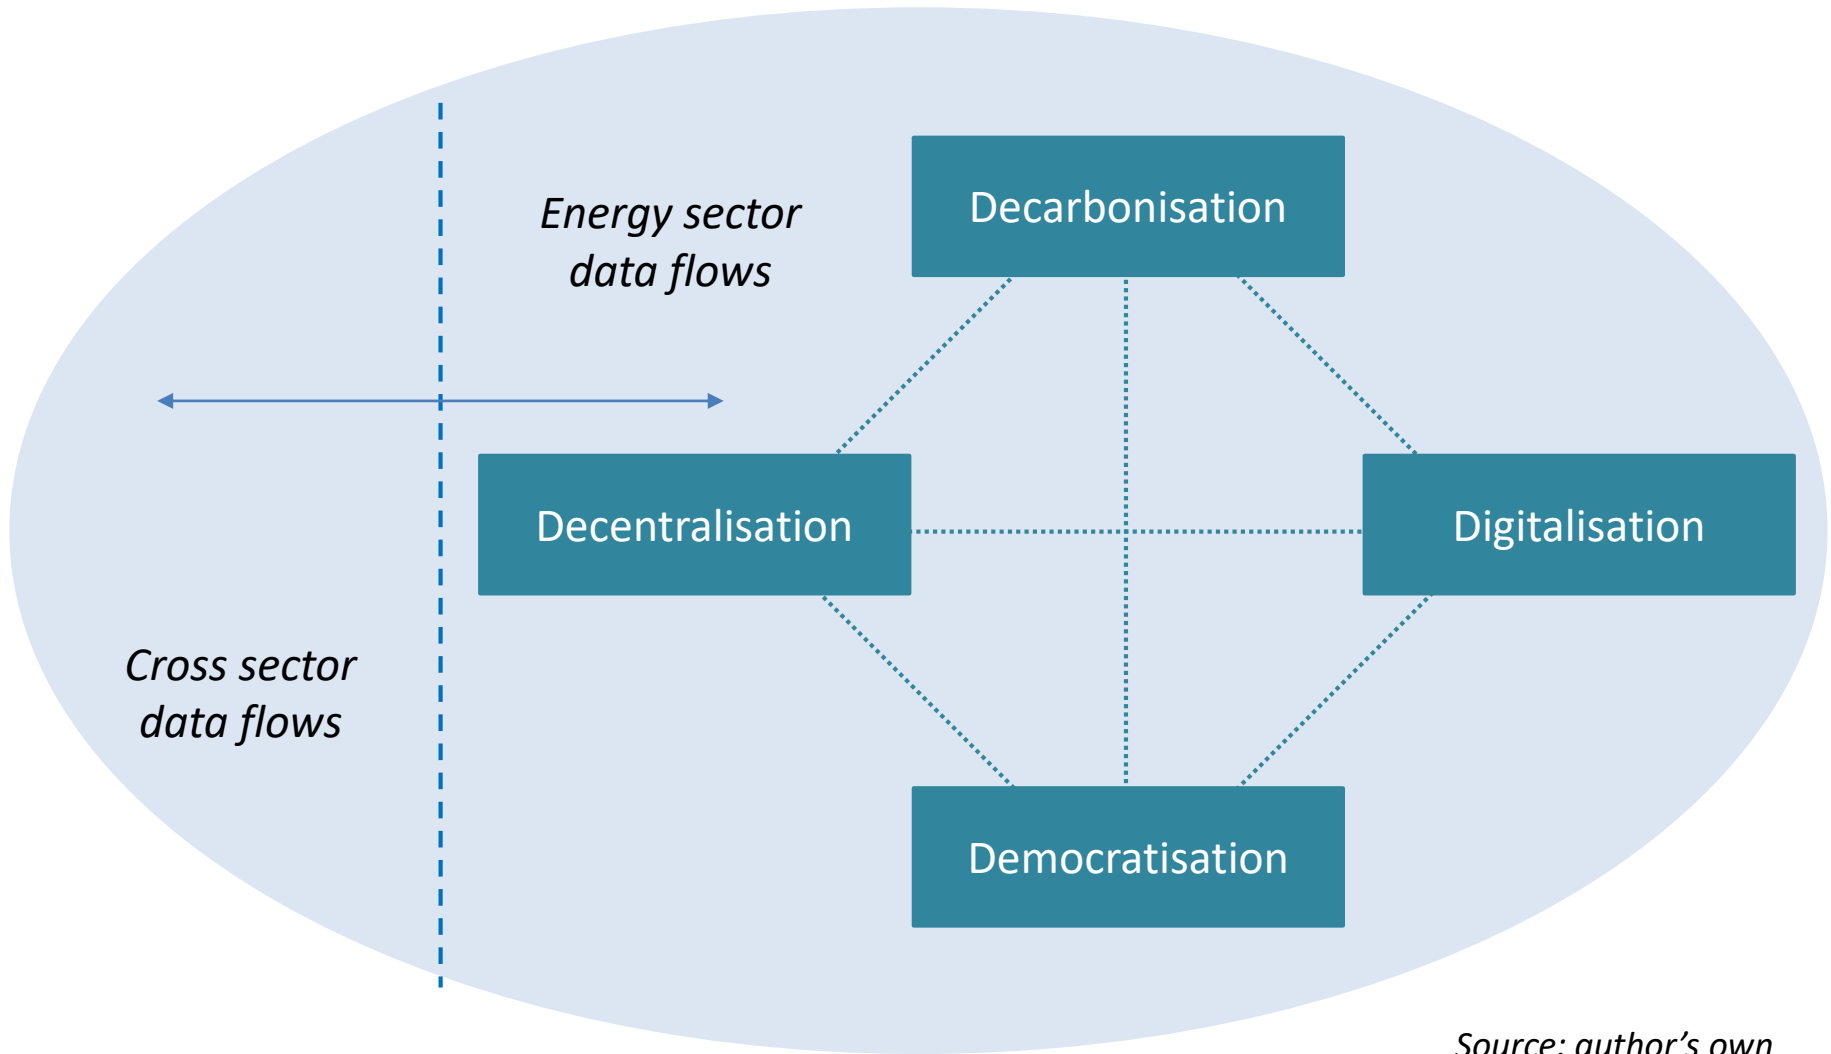 Decarbonisation
Energy sector
data flows
Decentralisation
Digitalisation
Cross sector
data flows
Democratisation
Source: author's own